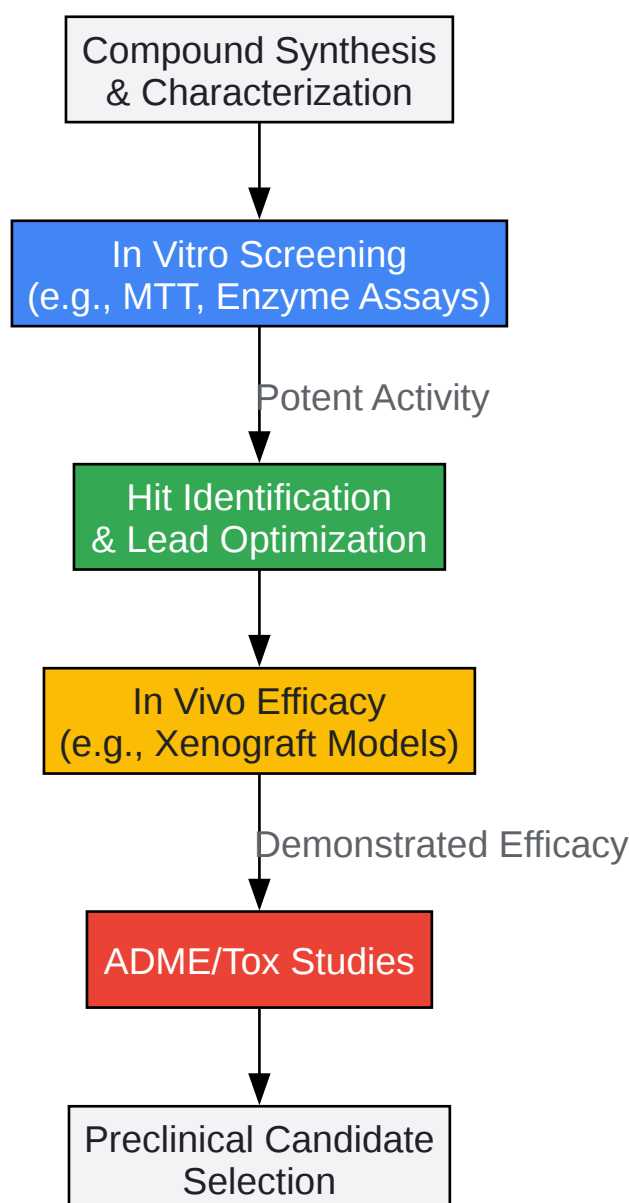 Compound Synthesis
& Characterization
In Vitro Screening
(e.g., MTT, Enzyme Assays)
Potent Activity
Hit Identification
& Lead Optimization
In Vivo Efficacy
(e.g., Xenograft Models)
Demonstrated Efficacy
ADME/Tox Studies
Preclinical Candidate
Selection